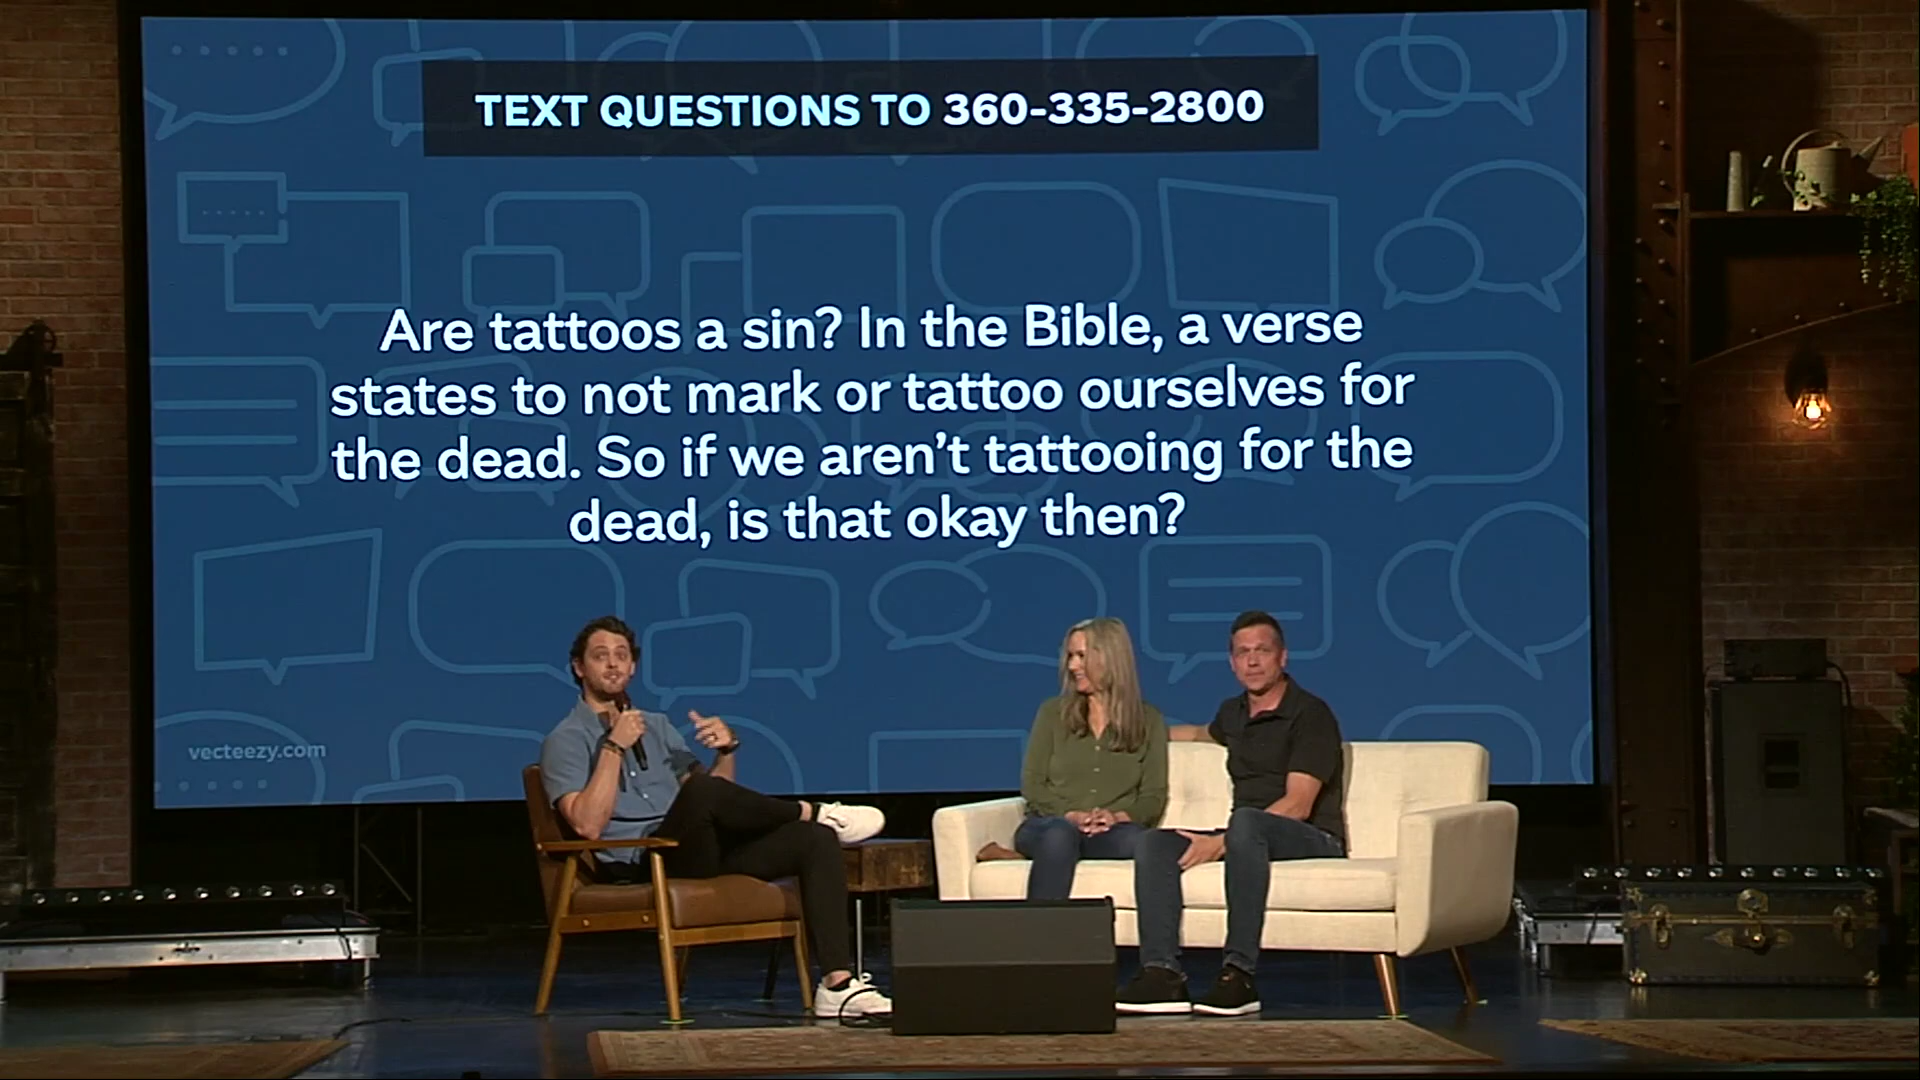 TEXT QUESTIONS TO 360-335-2800
Are tattoos a sin? In the Bible, a verse
states to not mark or tattoo ourselves for
the dead. So if we aren't tattooing for the
dead, is that okay then?
vecteezy.com